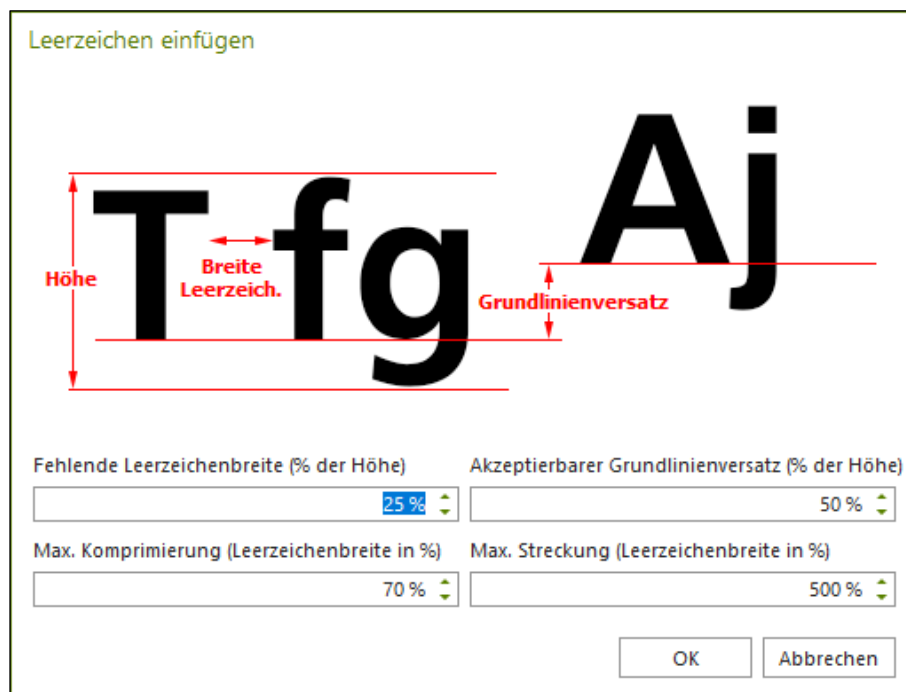 Leerzeichen einfügen
T fg Aj
Höhe
Breite
Leerzeich.
Grundlinienversatz
Fehlende Leerzeichenbreite (% der Höhe) Akzeptierbarer Grundlinienversatz (% der Höhe)
25 % 50 %
Max. Komprimierung (Leerzeichenbreite in %) Max. Streckung (Leerzeichenbreite in %)
70 % 500 %
OK Abbrechen